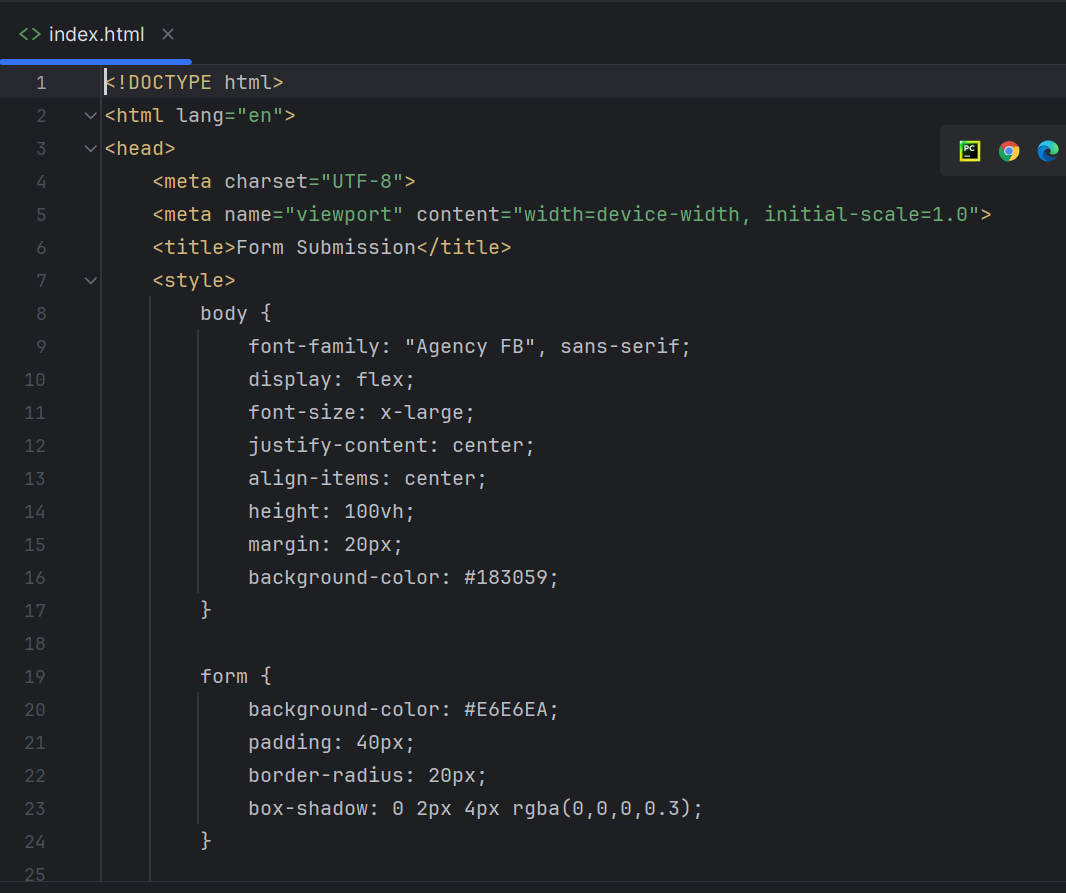 <> index.html ×
1 <!DOCTYPE html>
2 <html lang="en">
3 <head>
4     <meta charset="UTF-8">
5     <meta name="viewport" content="width=device-width, initial-scale=1.0">
6     <title>Form Submission</title>
7     <style>
8         body {
9             font-family: "Agency FB", sans-serif;
10             display: flex;
11             font-size: x-large;
12             justify-content: center;
13             align-items: center;
14             height: 100vh;
15             margin: 20px;
16             background-color: #183059;
17         }
18
19         form {
20             background-color: #E6E6EA;
21             padding: 40px;
22             border-radius: 20px;
23             box-shadow: 0 2px 4px rgba(0,0,0,0.3);
24         }
25
PC